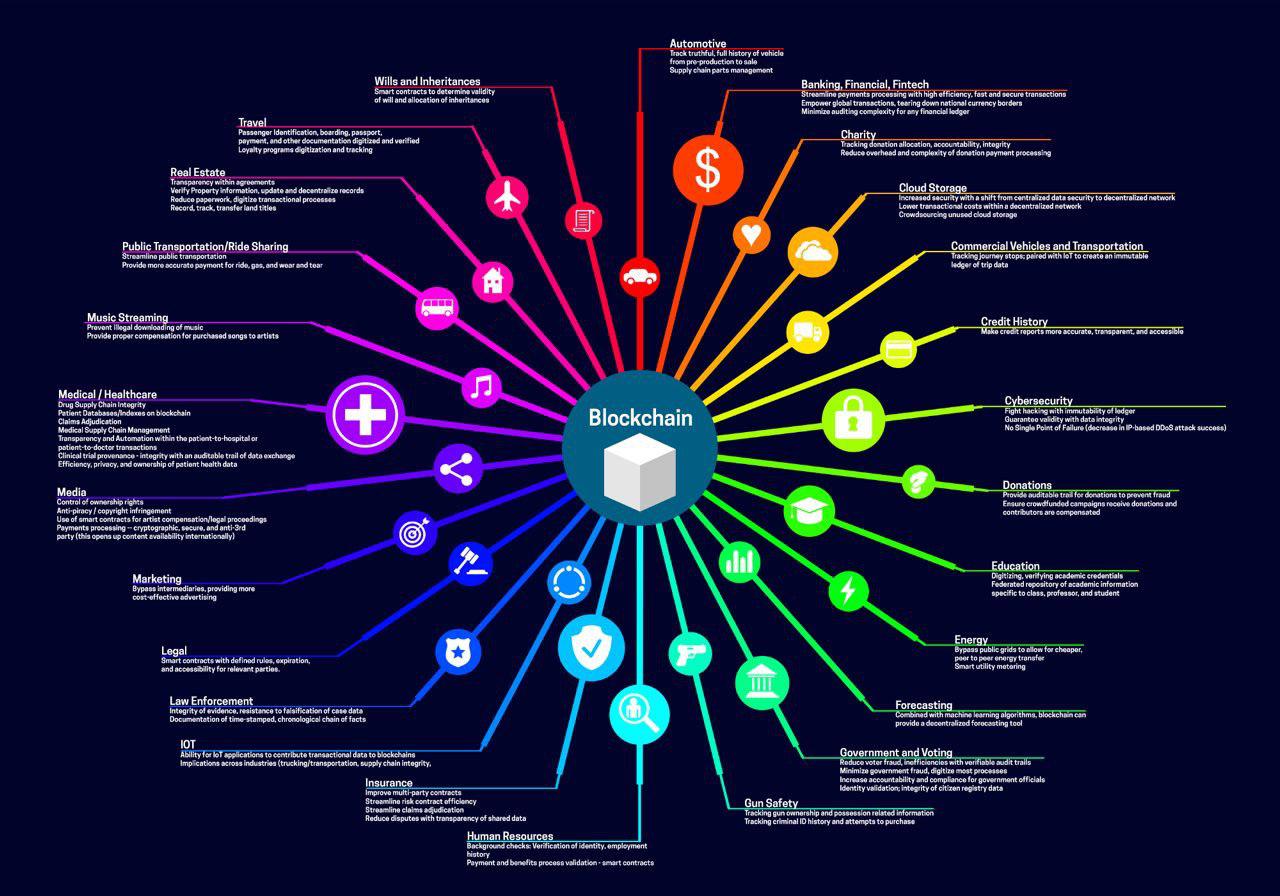 Blockchain
Automotive
Track truthful, full history of vehicle
from pre-production to sale
Supply chain parts management
Banking, Financial, Fintech
Streamline payments processing with high efficiency, fast and secure transactions
Empower global transactions, tearing down national currency borders
Minimize auditing complexity for any financial ledger
Charity
Tracking donation allocation, accountability, integrity
Reduce overhead and complexity of donation payment processing
Cloud Storage
Increased security with a shift from centralized data security to decentralized network
Lower transactional costs within a decentralized network
Crowdsourcing unused cloud storage
Commercial Vehicles and Transportation
Tracking journey stops; paired with IoT to create an immutable
ledger of trip data
Credit History
Make credit reports more accurate, transparent, and accessible
Cybersecurity
Fight hacking with immutability of ledger
Guarantee validity with data integrity
No Single Point of Failure (decrease in IP-based DDoS attack success)
Donations
Provide auditable trail for donations to prevent fraud
Ensure crowdfunded campaigns receive donations and
contributors are compensated
Education
Digitizing, verifying academic credentials
Federated repository of academic information
specific to class, professor, and student
Energy
Bypass public grids to allow for cheaper,
peer to peer energy transfer
Smart utility metering
Forecasting
Combined with machine learning algorithms, blockchain can
provide a decentralized forecasting tool
Government and Voting
Reduce voter fraud, inefficiencies with verifiable audit trails
Minimize government fraud, digitize most processes
Increase accountability and compliance for government officials
Identity validation; integrity of citizen registry data
Gun Safety
Tracking gun ownership and possession related information
Tracking criminal ID history and attempts to purchase
Human Resources
Background checks: Verification of identity, employment
history
Payment and benefits process validation - smart contracts
Insurance
Improve multi-party contracts
Streamline risk contract efficiency
Streamline claims adjudication
Reduce disputes with transparency of shared data
IOT
Ability for IoT applications to contribute transactional data to blockchains
Implications across industries (trucking/transportation, supply chain integrity,
Law Enforcement
Integrity of evidence, resistance to falsification of case data
Documentation of time-stamped, chronological chain of facts
Legal
Smart contracts with defined rules, expiration,
and accessibility for relevant parties.
Marketing
Bypass intermediaries, providing more
cost-effective advertising
Media
Control of ownership rights
Anti-piracy / copyright infringement
Use of smart contracts for artist compensation/legal proceedings
Payments processing – cryptographic, secure, and anti-3rd
party (this opens up content availability internationally)
Medical / Healthcare
Drug Supply Chain Integrity
Patient Databases/Indexes on blockchain
Claims Adjudication
Medical Supply Chain Management
Transparency and Automation within the patient-to-hospital or
patient-to-doctor transactions
Clinical trial provenance - integrity with an auditable trail of data exchange
Efficiency, privacy, and ownership of patient health data
Music Streaming
Prevent illegal downloading of music
Provide proper compensation for purchased songs to artists
Public Transportation/Ride Sharing
Streamline public transportation
Provide more accurate payment for ride, gas, and wear and tear
Real Estate
Transparency within agreements
Verify Property information, update and decentralize records
Reduce paperwork, digitize transactional processes
Record, track, transfer land titles
Travel
Passenger Identification, boarding, passport,
payment, and other documentation digitized and verified
Loyalty programs digitization and tracking
Wills and Inheritances
Smart contracts to determine validity
of will and allocation of inheritances
$